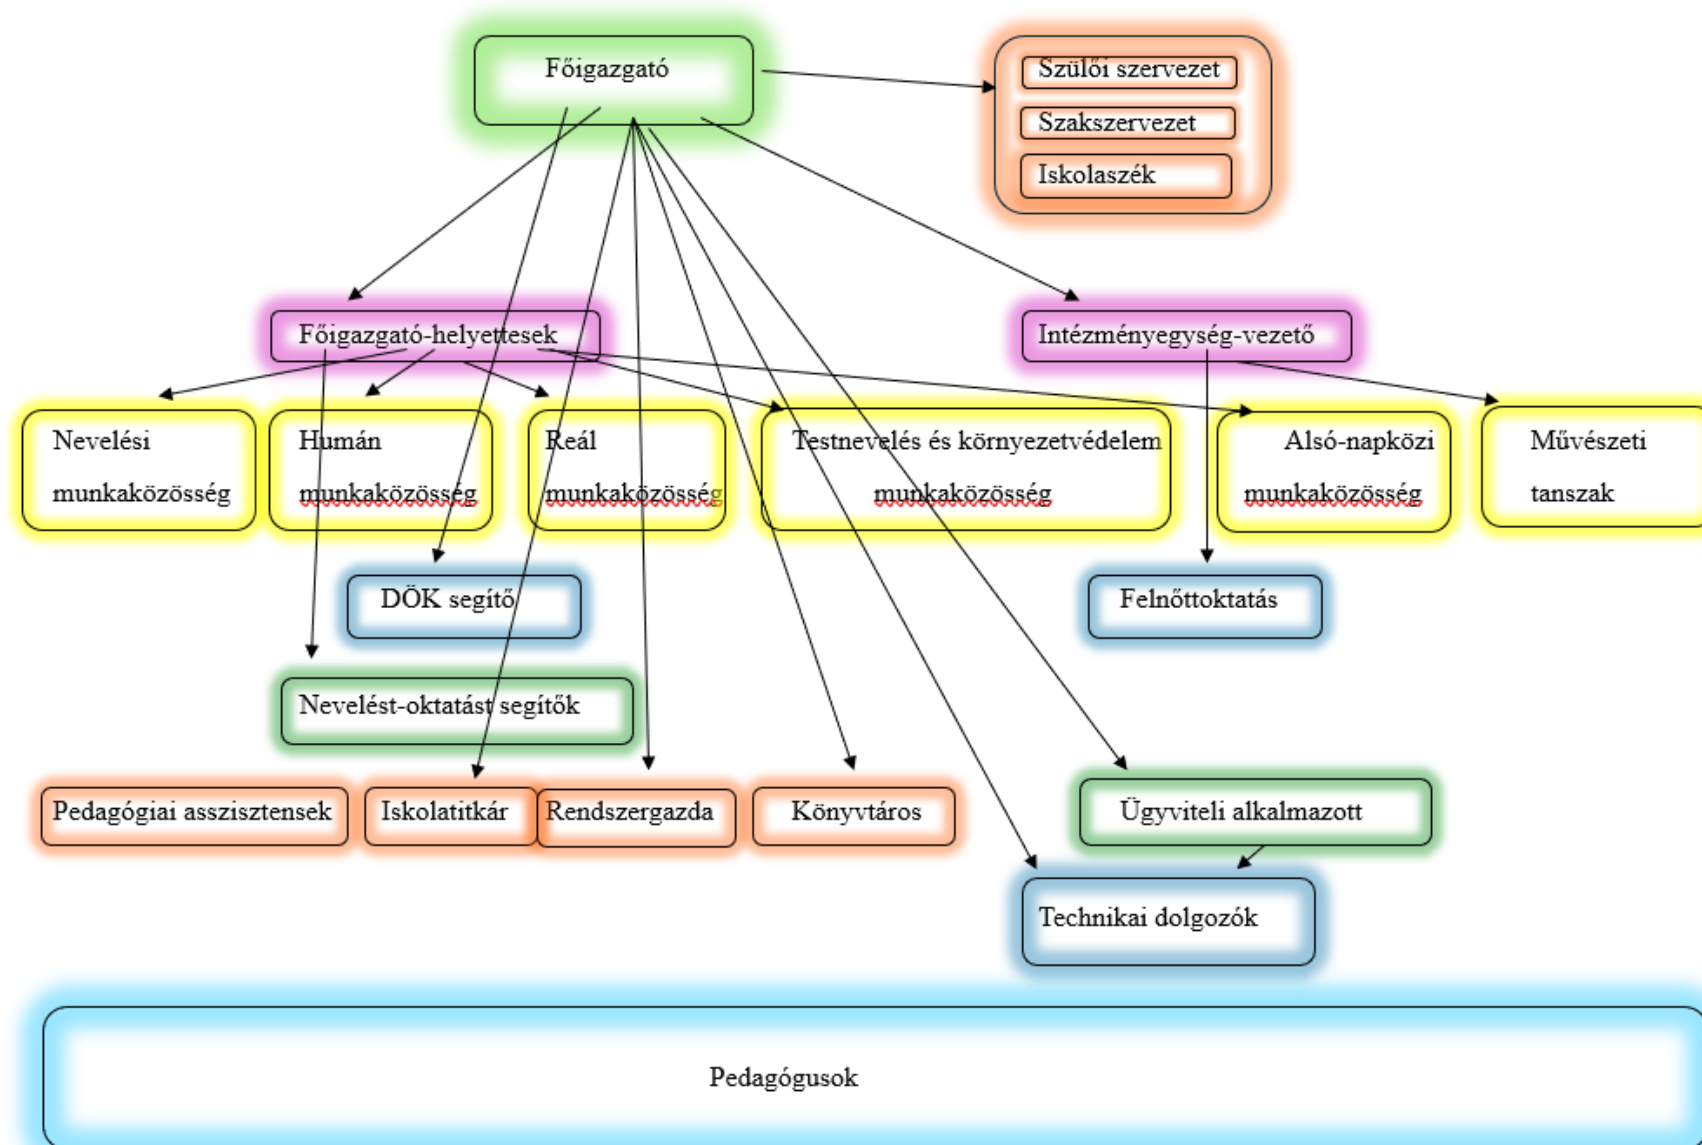 Főigazgató
Szülői szervezet
Szakszervezet
Iskolaszék
Főigazgató-helyettesek
Intézményegység-vezető
Nevelési
munkaközösség
Humán
munkaközösség
Reál
munkaközösség
Testnevelés és környezetvédelem
munkaközösség
Alsó-napközi
munkaközösség
Művészeti
tanszak
DÖK segítő
Felnőttoktatás
Nevelést-oktatást segítők
Pedagógiai asszisztensek
Iskolatitkár
Rendszergazda
Könyvtáros
Ügyviteli alkalmazott
Technikai dolgozók
Pedagógusok